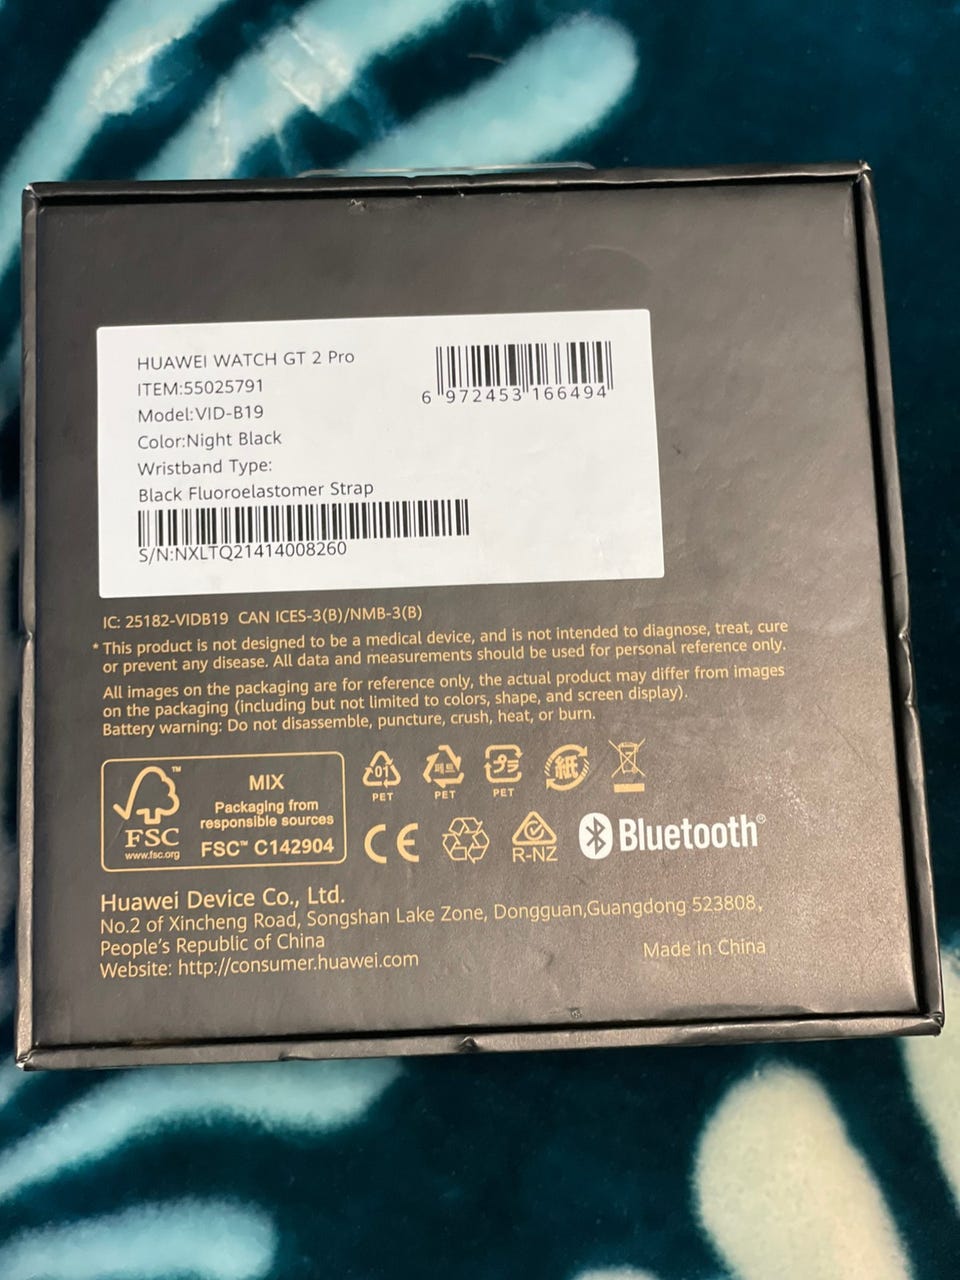 HUAWEI WATCH GT 2 Pro
ITEM:55025791
Model:VID-B19
Color:Night Black
Wristband Type:
Black Fluoroelastomer Strap
S/N:NXLTQ21414008260
6 972453 166494
IC: 25182-VIDB19 CAN ICES-3(B)/NMB-3(B)
* This product is not designed to be a medical device, and is not intended to diagnose, treat, cure
or prevent any disease. All data and measurements should be used for personal reference only.
All images on the packaging are for reference only, the actual product may differ from images
on the packaging (including but not limited to colors, shape, and screen display).
Battery warning: Do not disassemble, puncture, crush, heat, or burn.
FSC
www.fsc.org
MIX
Packaging from
responsible sources
FSC™ C142904
01
PET
페트
PET
プラ
PET
紙
CE
R-NZ
Bluetooth®
Huawei Device Co., Ltd.
No.2 of Xincheng Road, Songshan Lake Zone, Dongguan,Guangdong 523808,
People's Republic of China
Website: http://consumer.huawei.com
Made in China